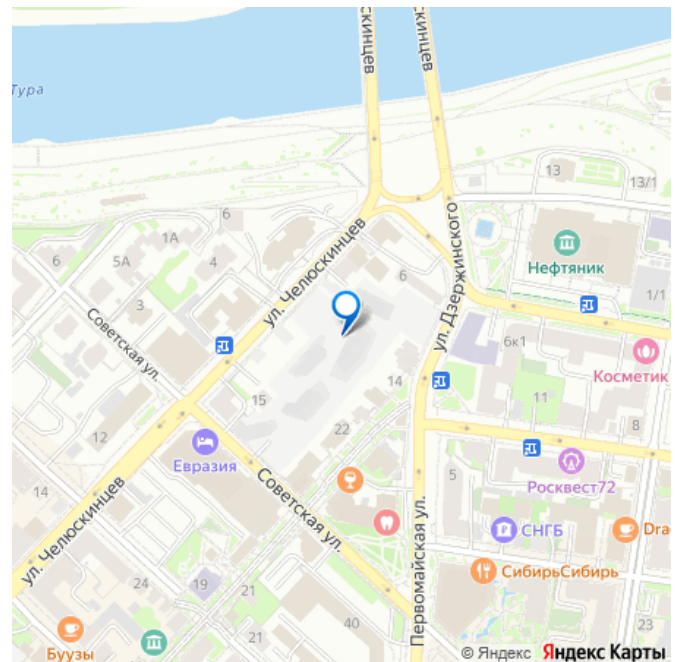 скинцев
скинцев
Тура
13
13/1
6
1А
6
5А
4
ул. Челюскинцев
6
ул. Дзержинского
Нефтяник
1/1
3
Советская ул.
6к1
Косметик
14
11
15
8
12
22
Евразия
5
Росквест72
14
Советская ул.
СНГБ
Dra
ул. Челюскинцев
Первомайская ул.
СибирьСибирь
24
19
21
40
23
21
Буузы
© Яндекс Яндекс Карты